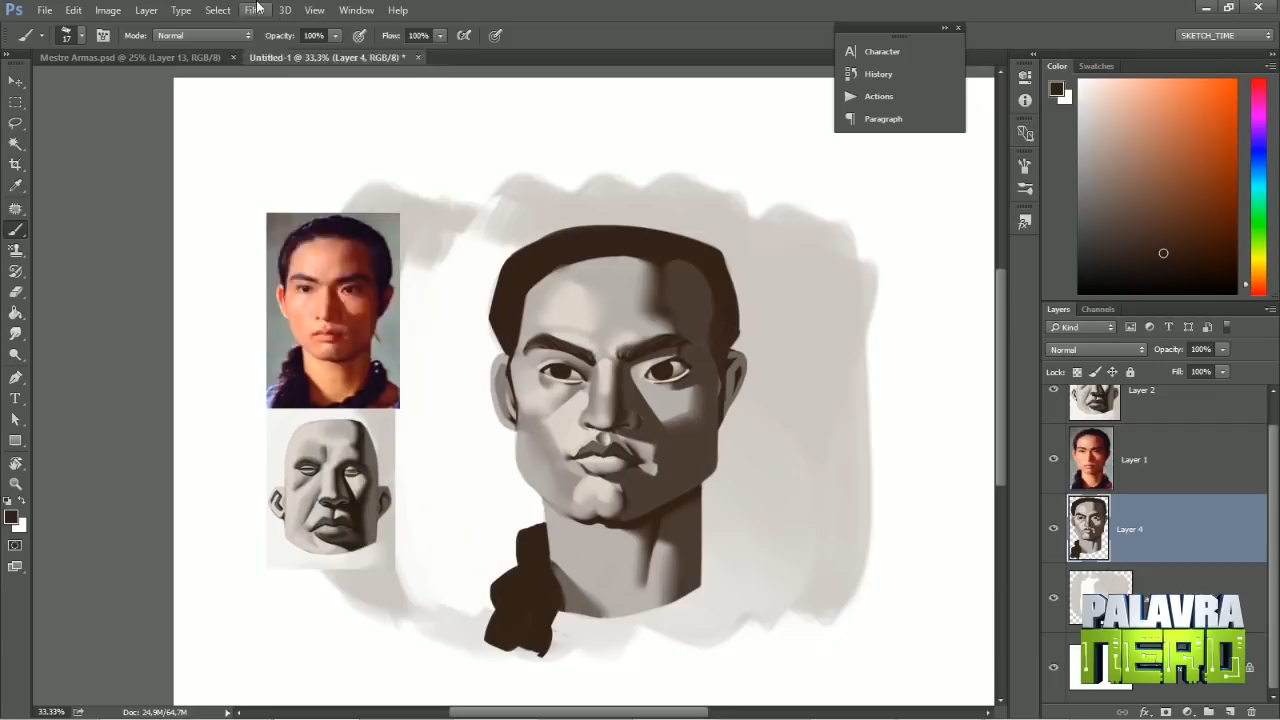 Ps File Edit Image Layer Type Select Filter 3D View Window Help
17 Mode: Normal Opacity: 100% Flow: 100% SKETCH_TIME
Mestre Armas.psd @ 25% (Layer 13, RGB/8) × Untitled-1 @ 33,3% (Layer 4, RGB/8) * ×
Character
History
Actions
Paragraph
Color Swatches
Layers Channels
Kind
Normal Opacity: 100%
Lock: Fill: 100%
Layer 2
Layer 1
Layer 4
PALAVRA
NERD
33,33% Doc: 24,9M/64,7M